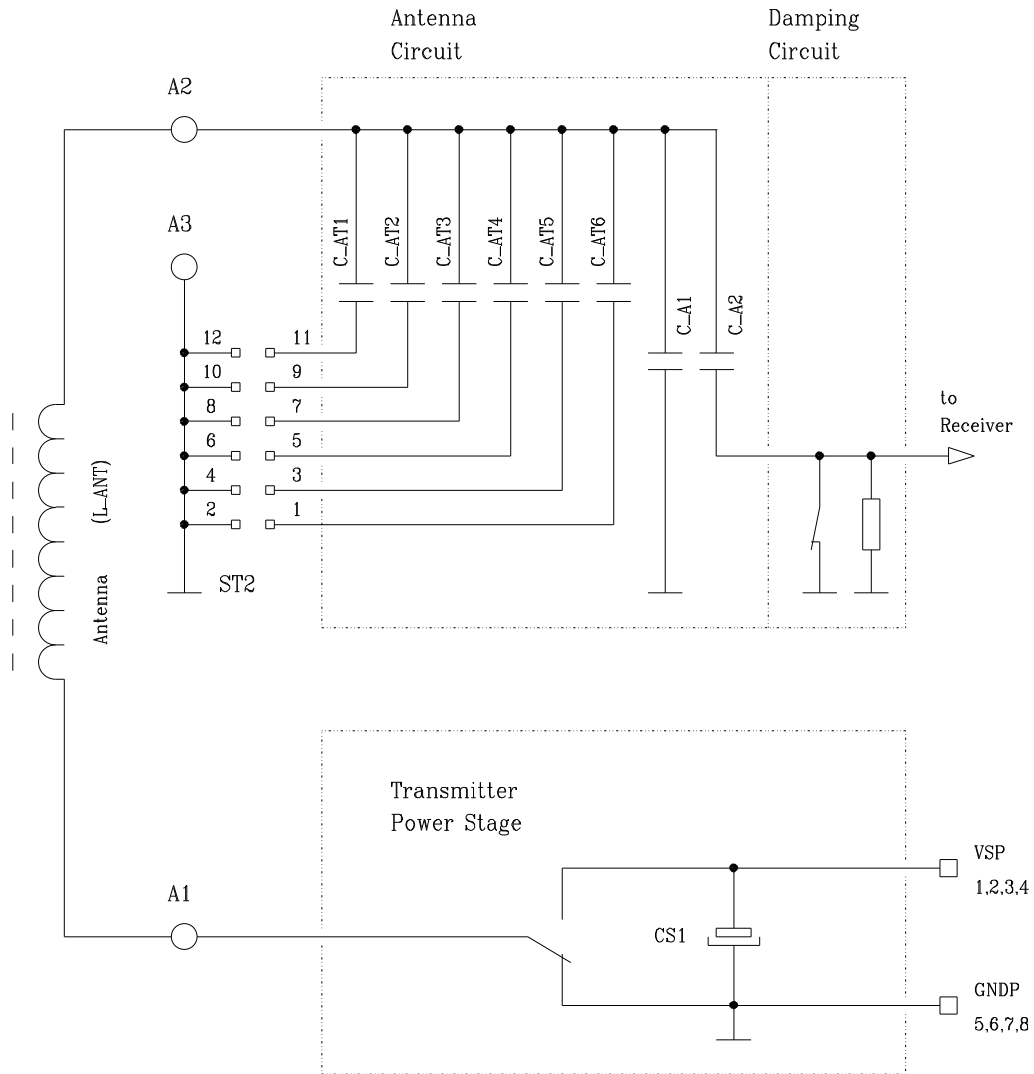 Antenna
Circuit
Damping
Circuit
A2
A3
C_AT1
C_AT2
C_AT3
C_AT4
C_AT5
C_AT6
C_A1
C_A2
12
11
10
9
8
7
6
5
4
3
2
1
ST2
to
Receiver
Antenna (L_ANT)
Transmitter
Power Stage
A1
CS1
VSP
1,2,3,4
GNDP
5,6,7,8